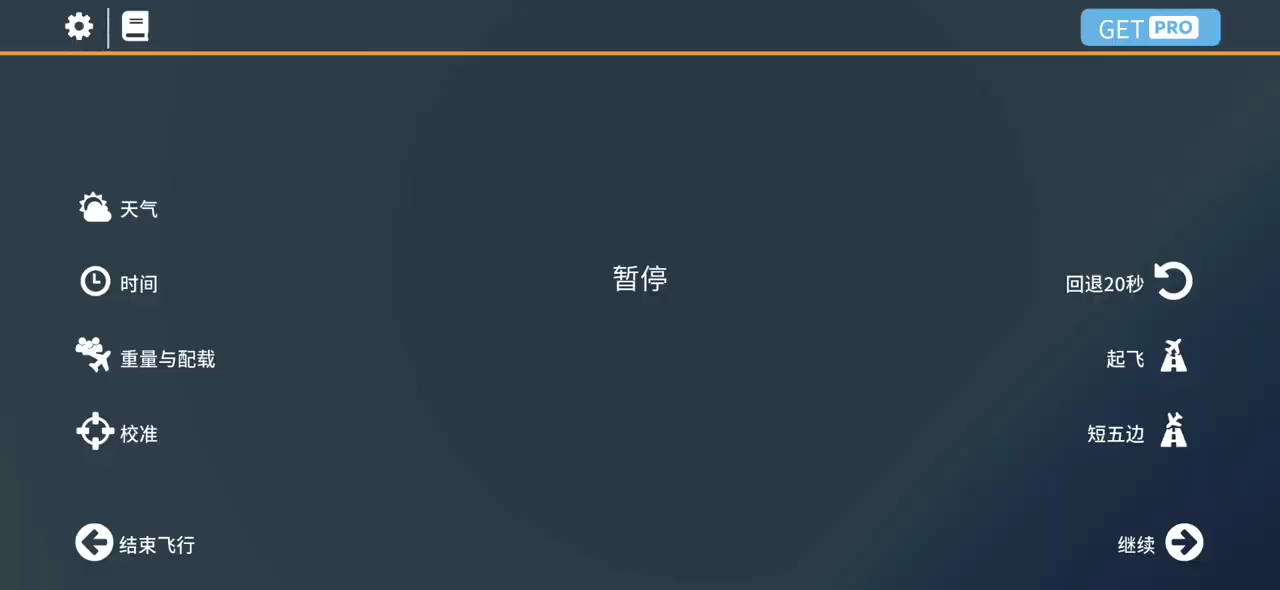 GET PRO
天气
时间
重量与配载
校准
结束飞行
暂停
回退20秒
起飞
短五边
继续